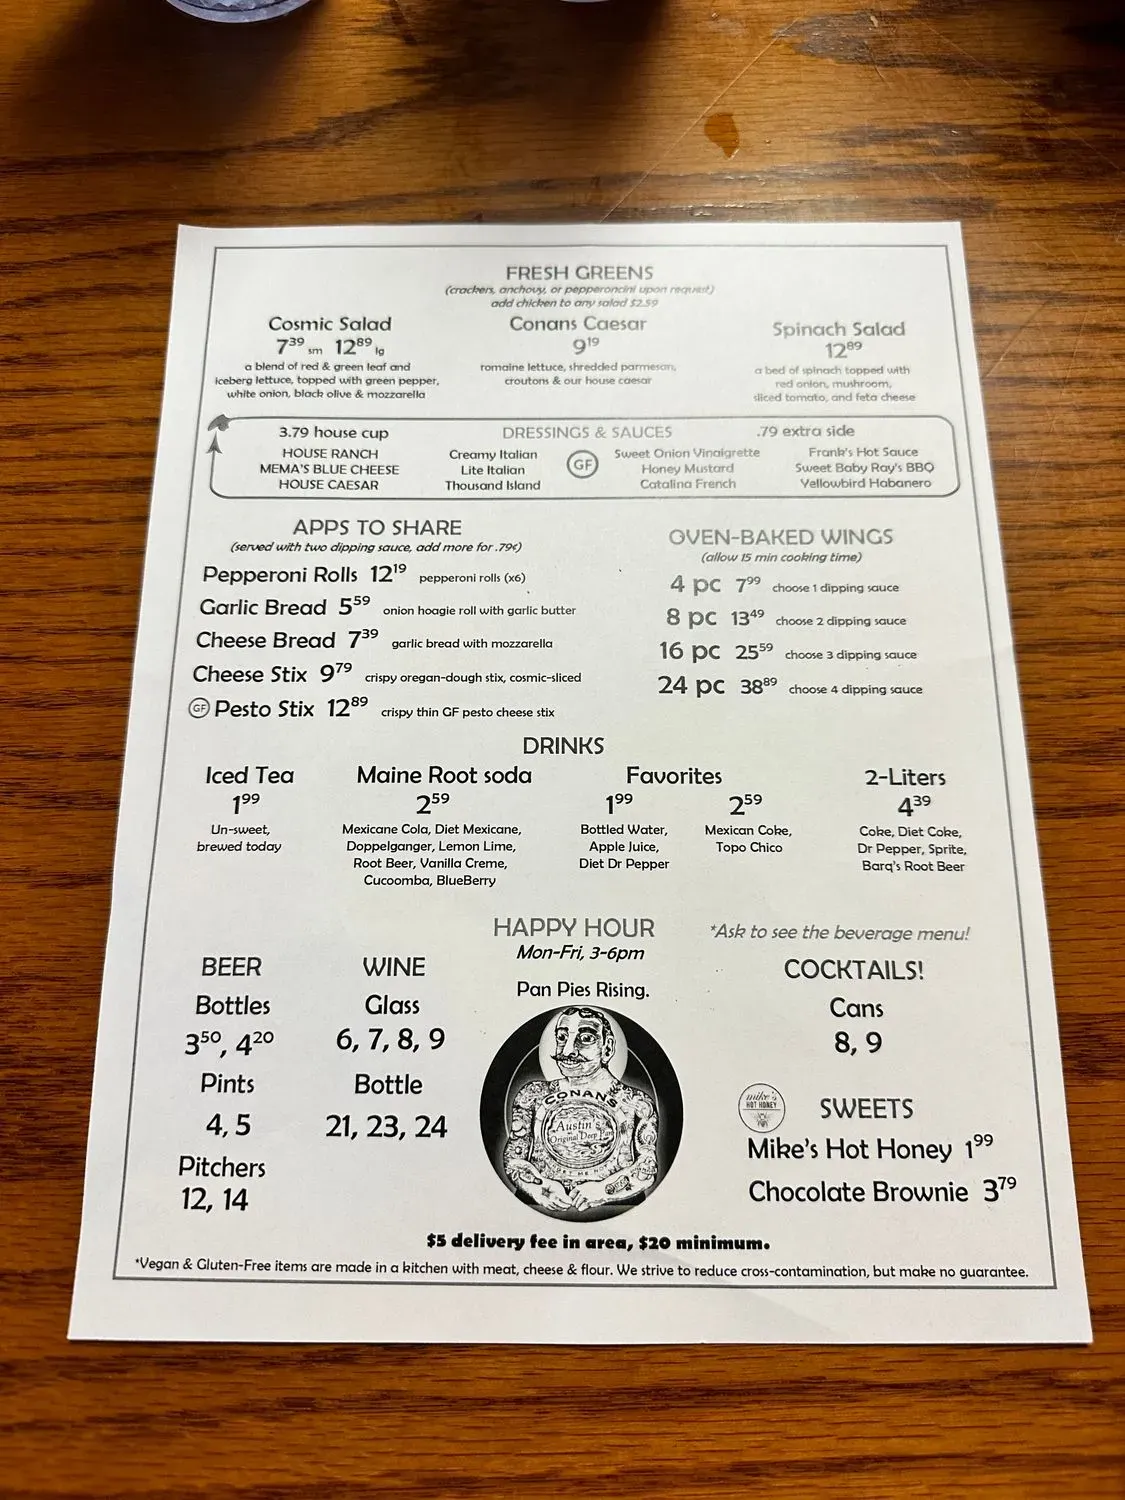 FRESH GREENS
(crackers, anchovy, or pepperoncini upon request)
add chicken to any salad $2.59
Cosmic Salad
7³⁹ sm 12⁸⁹ lg
a blend of red & green leaf and
Iceberg lettuce, topped with green pepper,
white onion, black olive & mozzarella
Conans Caesar
9¹⁹
romaine lettuce, shredded parmesan,
croutons & our house caesar
Spinach Salad
12⁸⁹
a bed of spinach topped with
red onion, mushroom,
sliced tomato, and feta cheese
3.79 house cup
DRESSINGS & SAUCES
.79 extra side
HOUSE RANCH
MEMA'S BLUE CHEESE
HOUSE CAESAR
Creamy Italian
Lite Italian
Thousand Island
GF
Sweet Onion Vinaigrette
Honey Mustard
Catalina French
Frank's Hot Sauce
Sweet Baby Ray's BBQ
Yellowbird Habanero
APPS TO SHARE
(served with two dipping sauce, add more for .79¢)
Pepperoni Rolls 12¹⁹ pepperoni rolls (x6)
Garlic Bread 5⁵⁹ onion hoagie roll with garlic butter
Cheese Bread 7³⁹ garlic bread with mozzarella
Cheese Stix 9⁷⁹ crispy oregan-dough stix, cosmic-sliced
GF Pesto Stix 12⁸⁹ crispy thin GF pesto cheese stix
OVEN-BAKED WINGS
(allow 15 min cooking time)
4 pc 7⁹⁹ choose 1 dipping sauce
8 pc 13⁴⁹ choose 2 dipping sauce
16 pc 25⁵⁹ choose 3 dipping sauce
24 pc 38⁸⁹ choose 4 dipping sauce
DRINKS
Iced Tea
1⁹⁹
Un-sweet,
brewed today
Maine Root soda
2⁵⁹
Mexicane Cola, Diet Mexicane,
Doppelganger, Lemon Lime,
Root Beer, Vanilla Creme,
Cucoomba, BlueBerry
Favorites
1⁹⁹
Bottled Water,
Apple Juice,
Diet Dr Pepper
2⁵⁹
Mexican Coke,
Topo Chico
2-Liters
4³⁹
Coke, Diet Coke,
Dr Pepper, Sprite,
Barq's Root Beer
HAPPY HOUR
Mon-Fri, 3-6pm
*Ask to see the beverage menu!
BEER
Bottles
3⁵⁰, 4²⁰
Pints
4, 5
Pitchers
12, 14
WINE
Glass
6, 7, 8, 9
Bottle
21, 23, 24
Pan Pies Rising.
CONANS
Austin's
Original Deep Pan
COCKTAILS!
Cans
8, 9
mike's
HOT HONEY
SWEETS
Mike's Hot Honey 1⁹⁹
Chocolate Brownie 3⁷⁹
$5 delivery fee in area, $20 minimum.
*Vegan & Gluten-Free items are made in a kitchen with meat, cheese & flour. We strive to reduce cross-contamination, but make no guarantee.